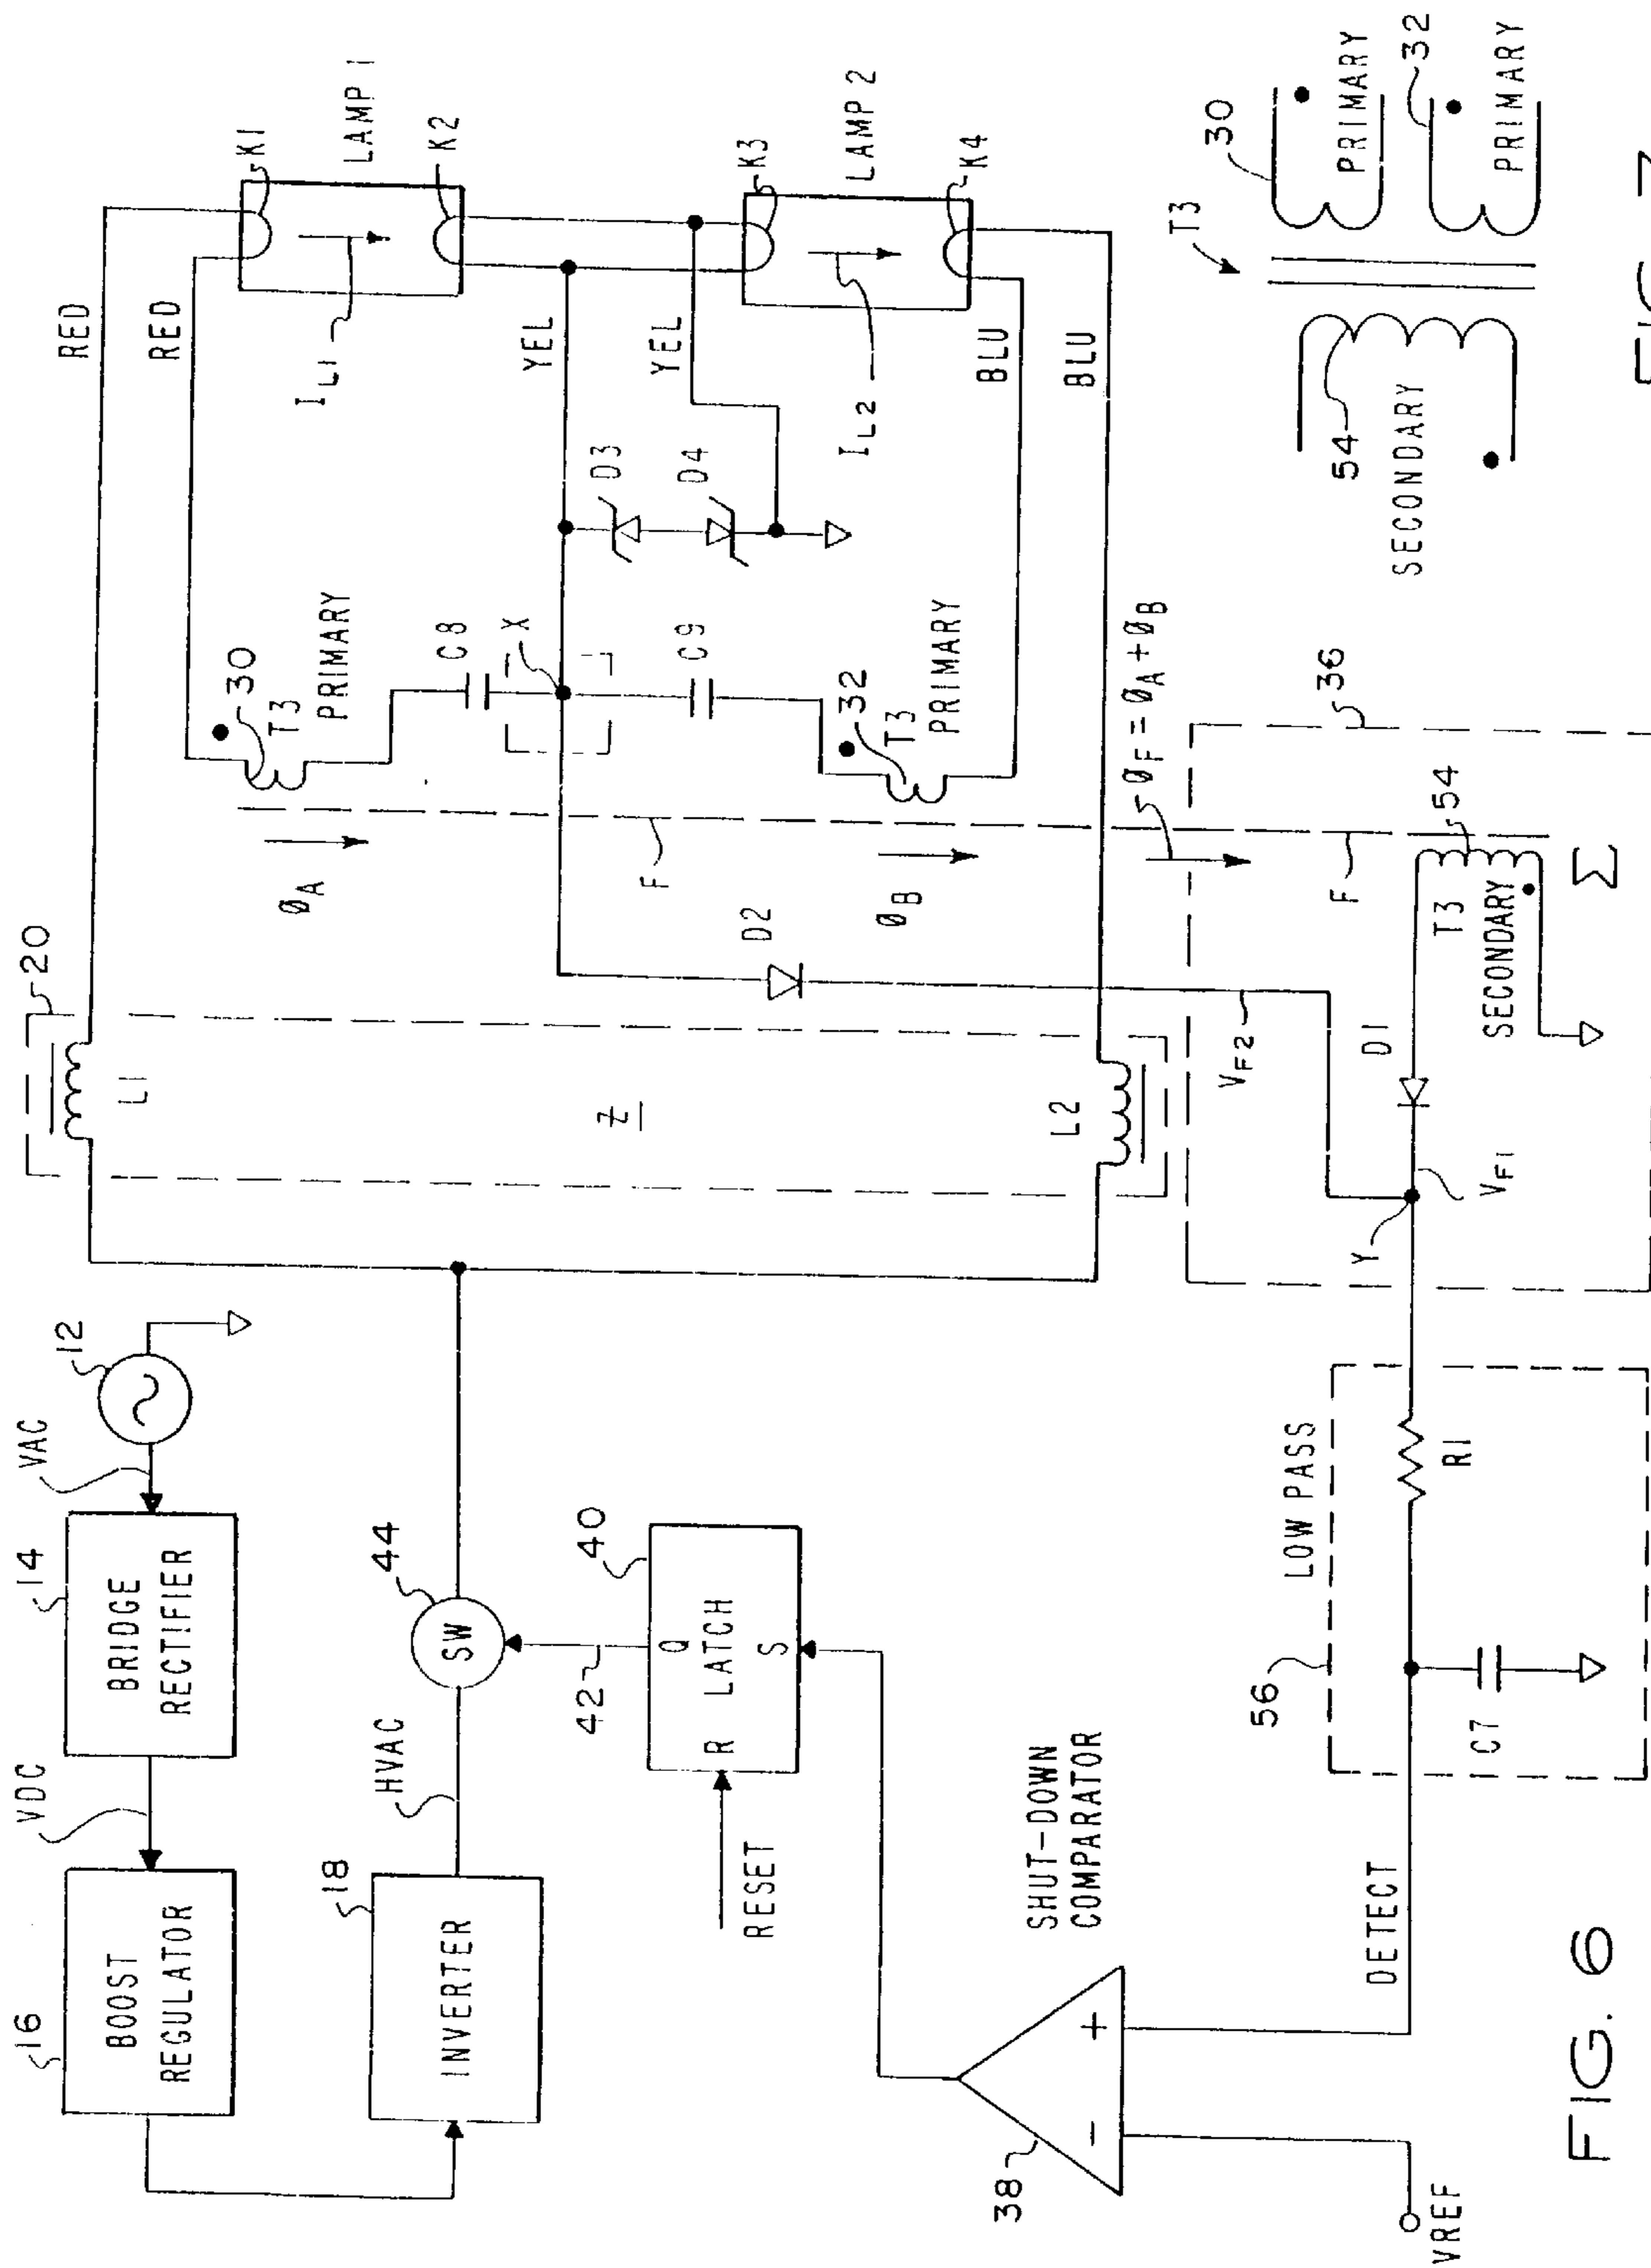 16
BOOST
REGULATOR
VDC
14
BRIDGE
RECTIFIER
VAC
12
18
INVERTER
HVAC
44
SW
42
40
Q
R LATCH
S
RESET
SHUT-DOWN
COMPARATOR
38
-
+
VREF
DETECT
56
LOW PASS
C7
R1
Y
VF1
VF2
D1
T3
SECONDARY
54
F
Σ
36
ØF=ØA+ØB
20
L1
Z
L2
ØA
F
ØB
D2
30
T3
PRIMARY
C8
X
C9
32
T3
PRIMARY
D3
D4
RED
RED
YEL
YEL
BLU
BLU
IL1
IL2
K1
LAMP 1
K2
K3
LAMP 2
K4
FIG. 6
T3
30
PRIMARY
32
PRIMARY
54
SECONDARY